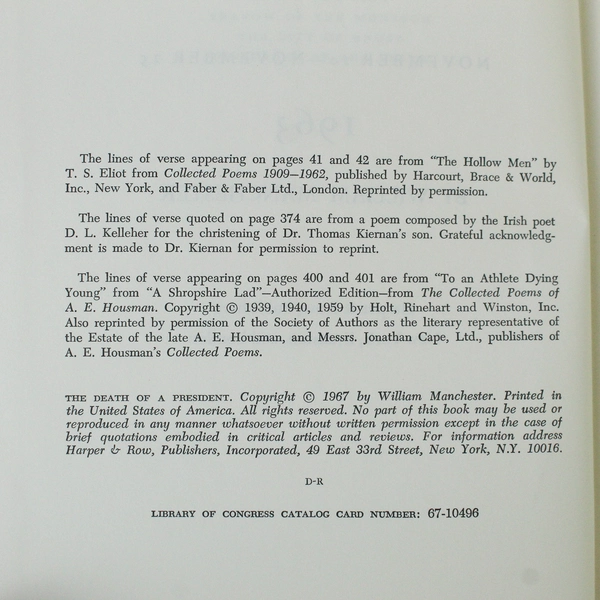 The lines of verse appearing on pages 41 and 42 are from “The Hollow Men” by
T. S. Eliot from Collected Poems 1909–1962, published by Harcourt, Brace & World,
Inc., New York, and Faber & Faber Ltd., London. Reprinted by permission.
The lines of verse quoted on page 374 are from a poem composed by the Irish poet
D. L. Kelleher for the christening of Dr. Thomas Kiernan’s son. Grateful acknowledg-
ment is made to Dr. Kiernan for permission to reprint.
The lines of verse appearing on pages 400 and 401 are from “To an Athlete Dying
Young” from “A Shropshire Lad”—Authorized Edition—from The Collected Poems of
A. E. Housman. Copyright © 1939, 1940, 1959 by Holt, Rinehart and Winston, Inc.
Also reprinted by permission of the Society of Authors as the literary representative of
the Estate of the late A. E. Housman, and Messrs. Jonathan Cape, Ltd., publishers of
A. E. Housman’s Collected Poems.
THE DEATH OF A PRESIDENT. Copyright © 1967 by William Manchester. Printed in
the United States of America. All rights reserved. No part of this book may be used or
reproduced in any manner whatsoever without written permission except in the case of
brief quotations embodied in critical articles and reviews. For information address
Harper & Row, Publishers, Incorporated, 49 East 33rd Street, New York, N.Y. 10016.
D-R
LIBRARY OF CONGRESS CATALOG CARD NUMBER: 67-10496